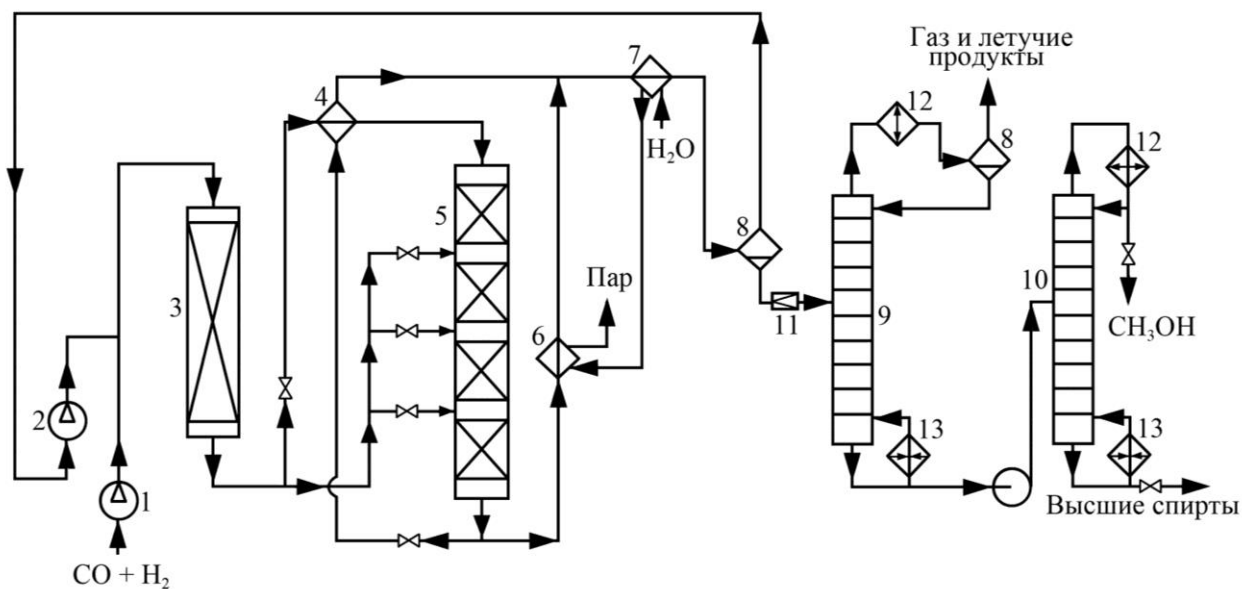 Газ и летучие
продукты
7
4
12
8
12
H₂O
5
3
8
Пар
10
6
9
11
CH₃OH
2
13
13
1
Высшие спирты
CO + H₂